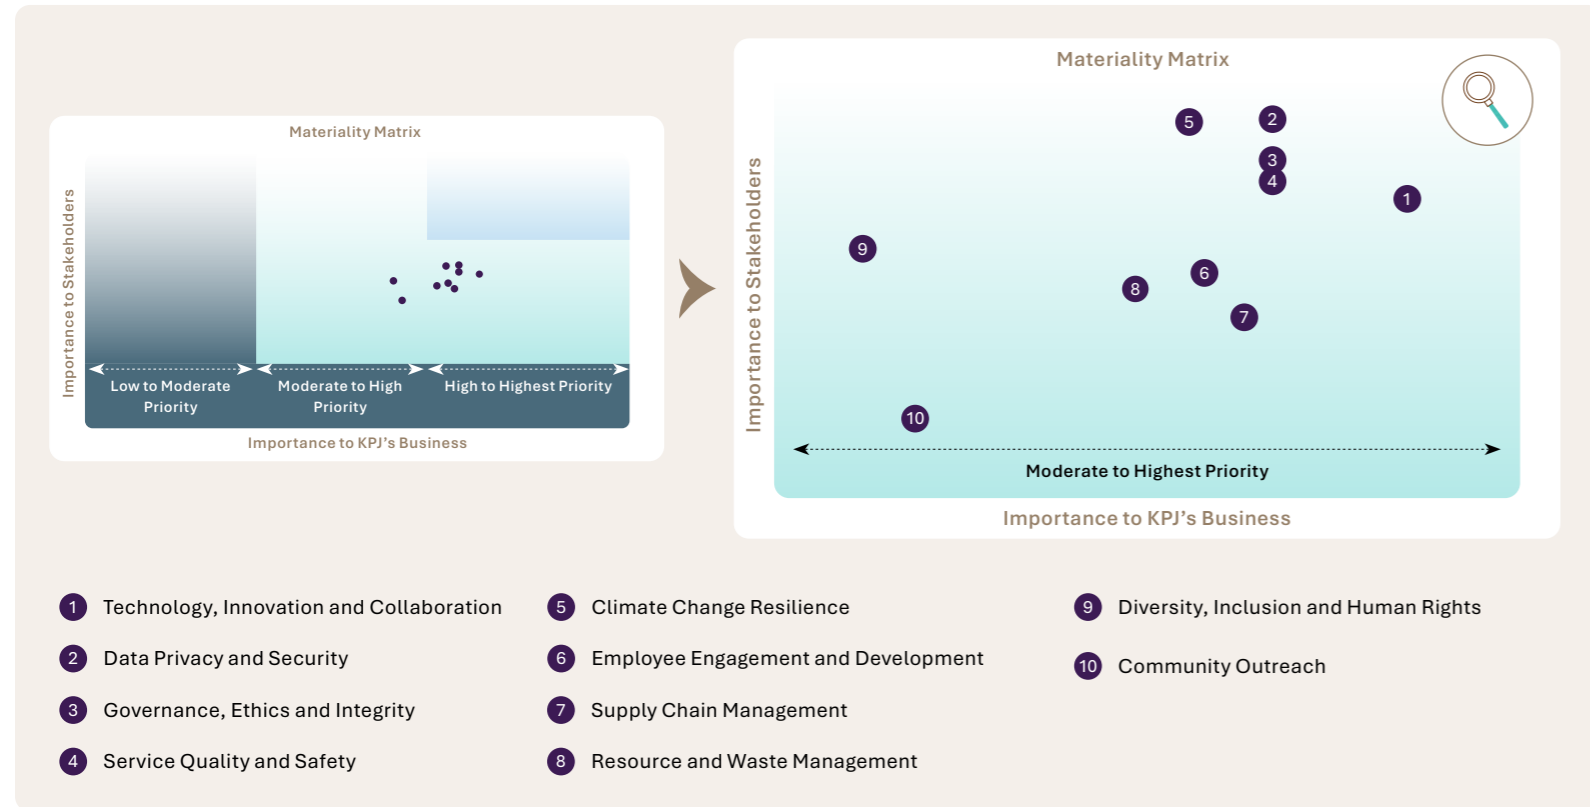 Materiality Matrix
Importance to Stakeholders
Low to Moderate
Priority
Moderate to High
Priority
High to Highest Priority
Importance to KPJ’s Business
Materiality Matrix
Importance to Stakeholders
5
2
3
4
1
9
6
8
7
10
Moderate to Highest Priority
Importance to KPJ’s Business
1 Technology, Innovation and Collaboration
2 Data Privacy and Security
3 Governance, Ethics and Integrity
4 Service Quality and Safety
5 Climate Change Resilience
6 Employee Engagement and Development
7 Supply Chain Management
8 Resource and Waste Management
9 Diversity, Inclusion and Human Rights
10 Community Outreach